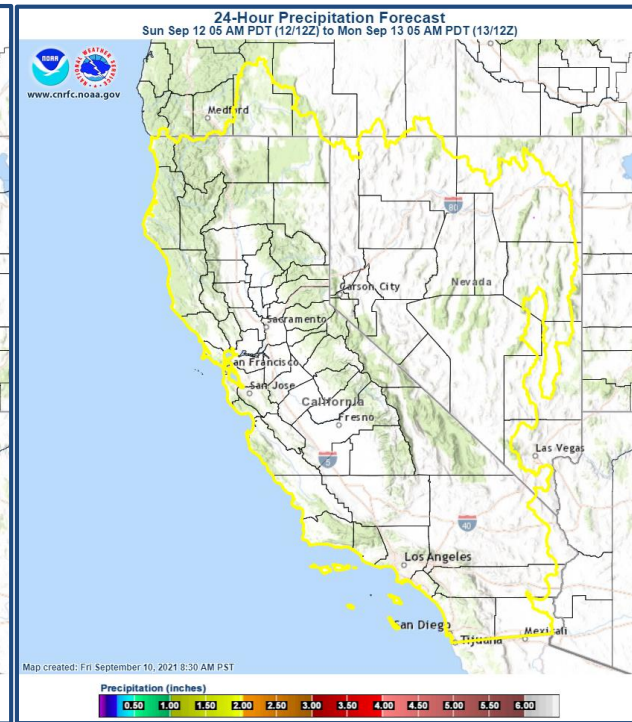 24-Hour Precipitation Forecast
Sun Sep 12 05 AM PDT (12/12Z) to Mon Sep 13 05 AM PDT (13/12Z)
NOAA
NATIONAL WEATHER SERVICE
www.cnrfc.noaa.gov
Medford
80
Carson City
Nevada
Sacramento
San Francisco
San Jose
California
Fresno
5
Las Vegas
40
Los Angeles
San Diego
Mexicali
Tijuana
Map created: Fri September 10, 2021 8:30 AM PST
Precipitation (inches)
0.50 1.00 1.50 2.00 2.50 3.00 3.50 4.00 4.50 5.00 5.50 6.00